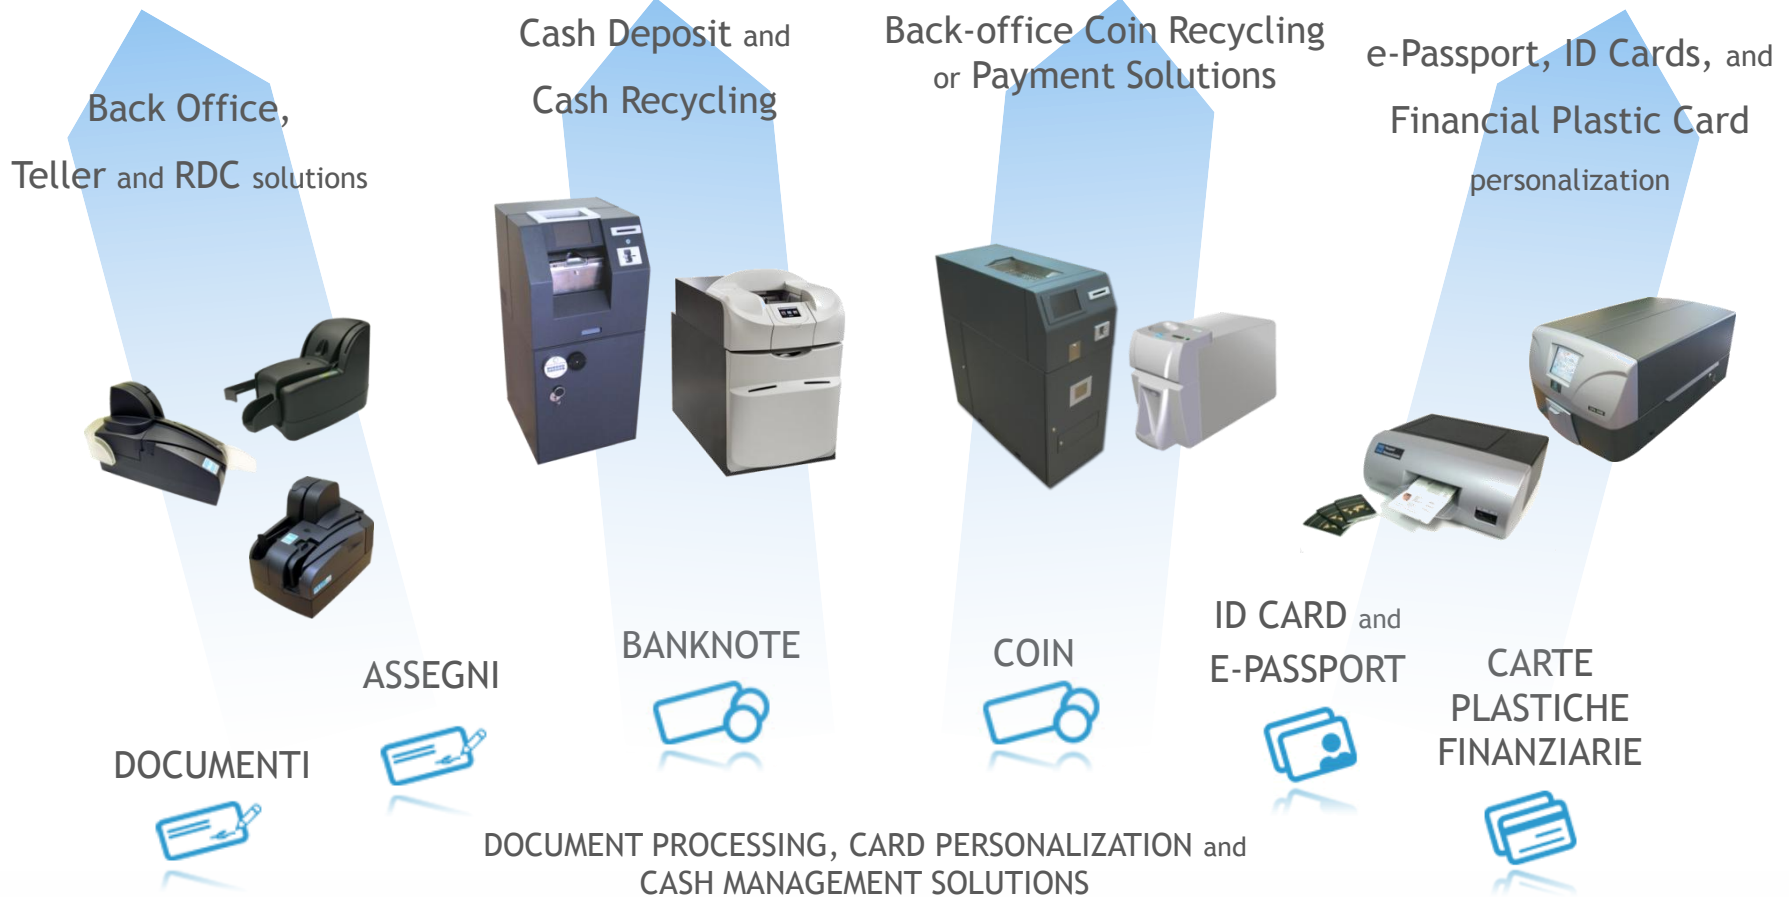 Back Office,
Teller and RDC solutions
Cash Deposit and
Cash Recycling
Back-office Coin Recycling
or Payment Solutions
e-Passport, ID Cards, and
Financial Plastic Card
personalization
DOCUMENTI
ASSEGNI
BANKNOTE
COIN
ID CARD and
E-PASSPORT
CARTE
PLASTICHE
FINANZIARIE
DOCUMENT PROCESSING, CARD PERSONALIZATION and
CASH MANAGEMENT SOLUTIONS